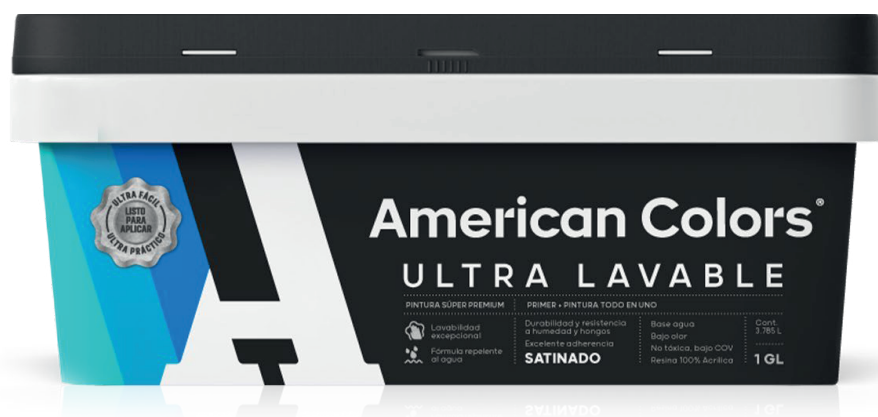 American Colors®
ULTRA LAVABLE
ULTRA FÁCIL
LISTO
PARA
APLICAR
ULTRA PRÁCTICO
PINTURA SÚPER PREMIUM
PRIMER + PINTURA TODO EN UNO
Lavabilidad
excepcional
Fórmula repelente
al agua
Durabilidad y resistencia
a humedad y hongos
Excelente adherencia
SATINADO
Base agua
Bajo olor
No tóxica, bajo COV
Resina 100% Acrílica
Cont.
3.785 L
1 GL